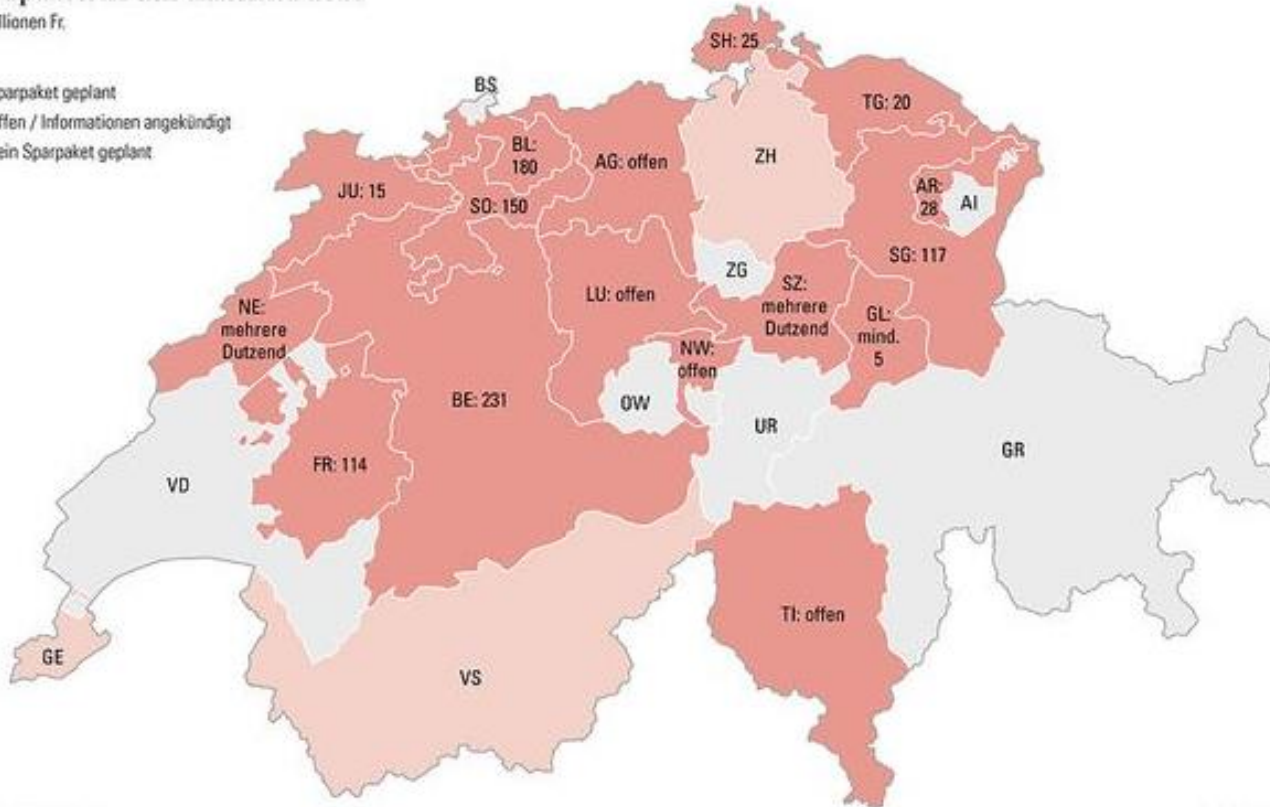 llionen Fr.
parpaket geplant
ffen / Informationen angekündigt
ein Sparpaket geplant
SH: 25
BS
TG: 20
BL:
180
AG: offen
ZH
JU: 15
SO: 150
AR:
28
AI
SG: 117
ZG
LU: offen
SZ:
mehrere
Dutzend
NE:
mehrere
Dutzend
GL:
mind.
5
NW:
offen
BE: 231
OW
UR
GR
FR: 114
VD
TI: offen
GE
VS